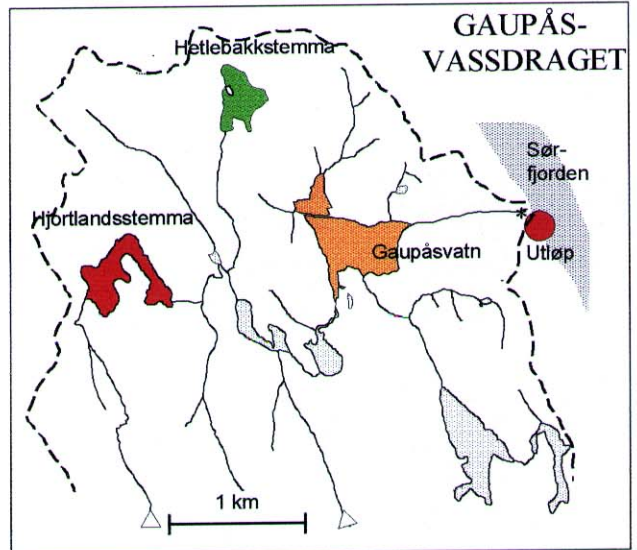 GAUPÅS-
VASSDRAGET
Hetlebakkstemma
Sør-
fjorden
Hjortlandsstemma
*
Gaupåsvatn
Utløp
1 km